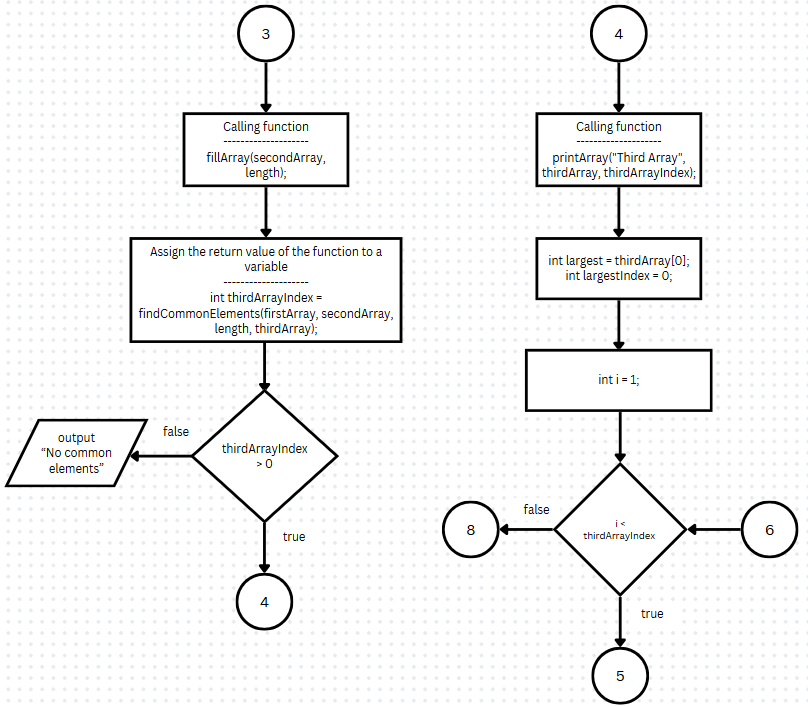 3
Calling function
--------------------
fillArray(secondArray,
length);
Assign the return value of the function to a
variable
--------------------
int thirdArrayIndex =
findCommonElements(firstArray, secondArray,
length, thirdArray);
thirdArrayIndex
> 0
false
output
“No common
elements”
true
4
4
Calling function
--------------------
printArray("Third Array",
thirdArray, thirdArrayIndex);
int largest = thirdArray[0];
int largestIndex = 0;
int i = 1;
i <
thirdArrayIndex
false
8
6
true
5